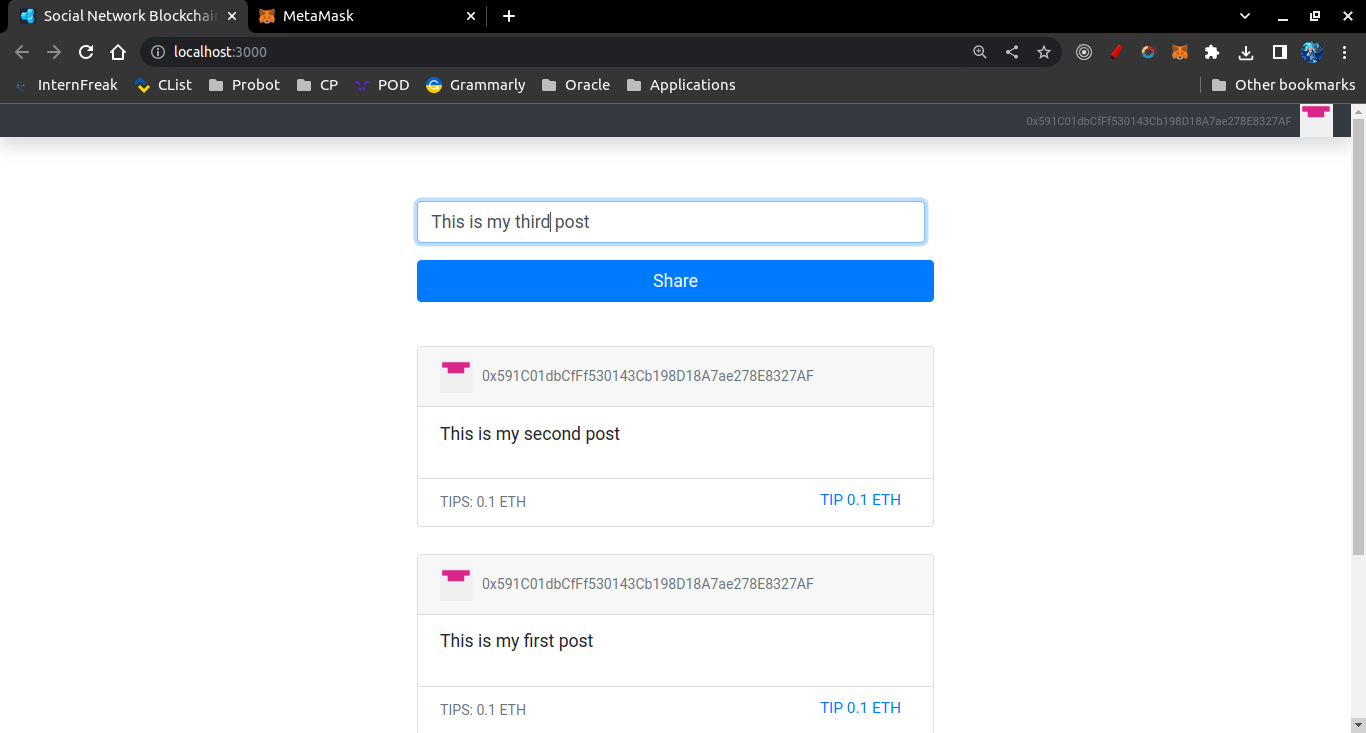 Social Network Blockchain
MetaMask
localhost:3000
InternFreak
CList
Probot
CP
POD
Grammarly
Oracle
Applications
Other bookmarks
0x591C01dbCfFf530143Cb198D18A7ae278E8327AF
This is my third post
Share
0x591C01dbCfFf530143Cb198D18A7ae278E8327AF
This is my second post
TIPS: 0.1 ETH
TIP 0.1 ETH
0x591C01dbCfFf530143Cb198D18A7ae278E8327AF
This is my first post
TIPS: 0.1 ETH
TIP 0.1 ETH